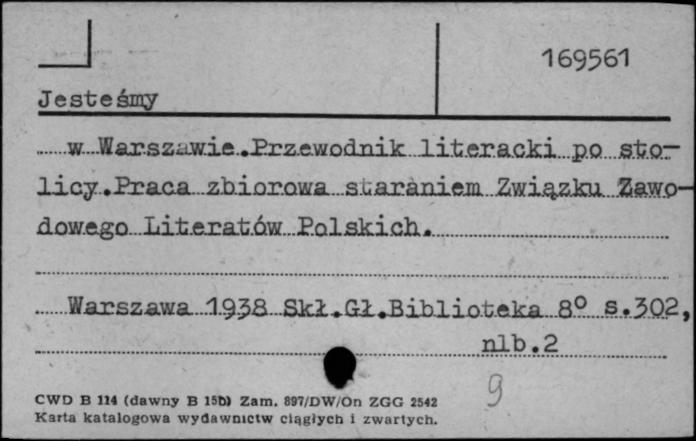 169561
Jesteśmy
w Warszawie.Przewodnik literacki po sto-
licy.Praca zbiorowa staraniem Związku Zawo-
dowego Literatów Polskich.
Warszawa 1938 Skł.Gł.Biblioteka 8° s.302,
nlb.2
9
CWD B 114 (dawny B 15b) Zam. 897/DW/On ZGG 2542
Karta katalogowa wydawnictw ciągłych i zwartych.